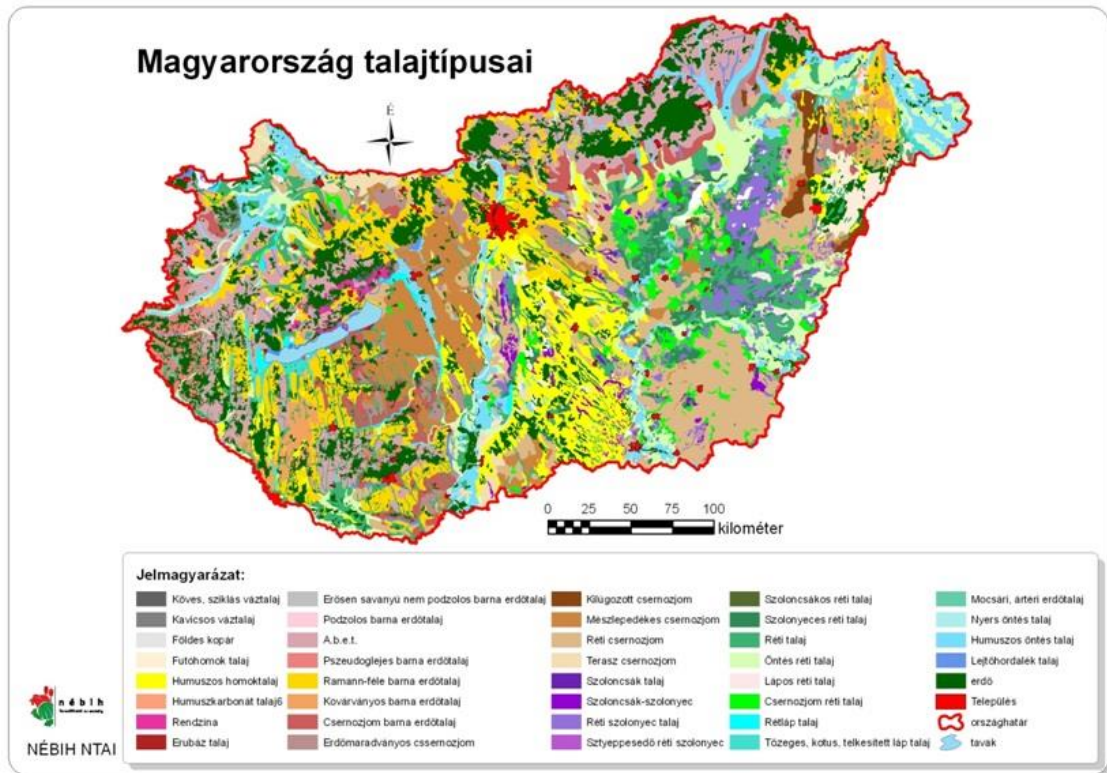 Magyarország talajtípusai
É
0 25 50 75 100
kilométer
Jelmagyarázat:
Köves, sziklás váztalaj
Kavicsos váztalaj
Földes kopár
Futóhomok talaj
Humuszos homoktalaj
Humuszkarbonát talaj6
Rendzina
Erubáz talaj
Erősen savanyú nem podzolos barna erdőtalaj
Podzolos barna erdőtalaj
A.b.e.t.
Pszeudoglejes barna erdőtalaj
Ramann-féle barna erdőtalaj
Kovárványos barna erdőtalaj
Csernozjom barna erdőtalaj
Erdőmaradványos cssernozjom
Kilúgozott csernozjom
Mészlepedékes csernozjom
Réti csernozjom
Terasz csernozjom
Szoloncsák talaj
Szoloncsák-szolonyec
Réti szolonyec talaj
Sztyeppesedő réti szolonyec
Szoloncsákos réti talaj
Szolonyeces réti talaj
Réti talaj
Öntés réti talaj
Lápos réti talaj
Csernozjom réti talaj
Rétláp talaj
Tőzeges, kotus, telkesített láp talaj
Mocsári, ártéri erdőtalaj
Nyers öntés talaj
Humuszos öntés talaj
Lejtőhordalék talaj
erdő
Település
országhatár
tavak
nébih
NÉBIH NTAI